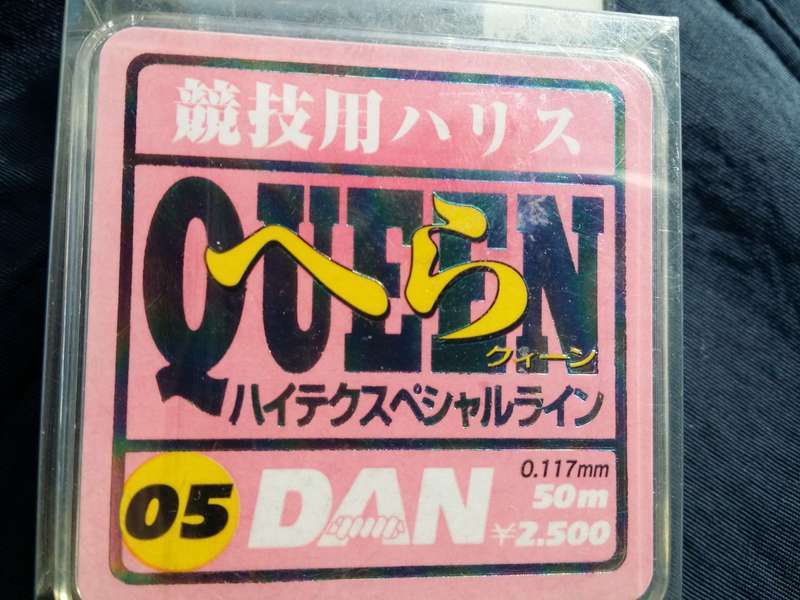 競技用ハリス
QUEEN
へら
クィーン
ハイテクスペシャルライン
05 DAN 0.117mm
50m
¥2.500